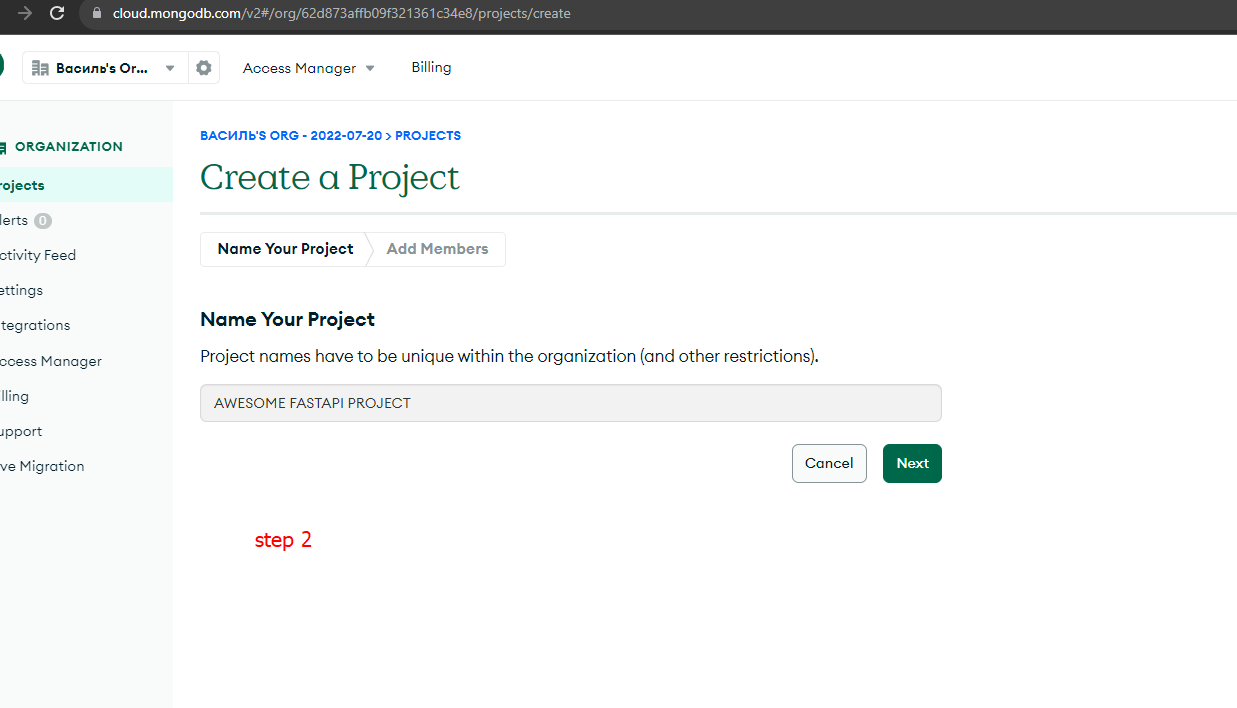 cloud.mongodb.com/v2#/org/62d873affb09f321361c34e8/projects/create
Василь's Or...
Access Manager
Billing
ORGANIZATION
rojects
lerts 0
ctivity Feed
ettings
ntegrations
ccess Manager
illing
upport
ve Migration
ВАСИЛЬ'S ORG - 2022-07-20 > PROJECTS
Create a Project
Name Your Project
Add Members
Name Your Project
Project names have to be unique within the organization (and other restrictions).
AWESOME FASTAPI PROJECT
Cancel
Next
step 2